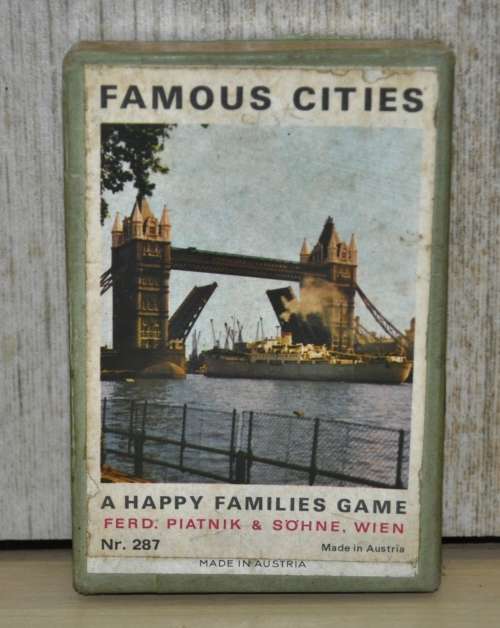 FAMOUS CITIES
A HAPPY FAMILIES GAME
FERD. PIATNIK & SÖHNE, WIEN
Nr. 287 Made in Austria
MADE IN AUSTRIA